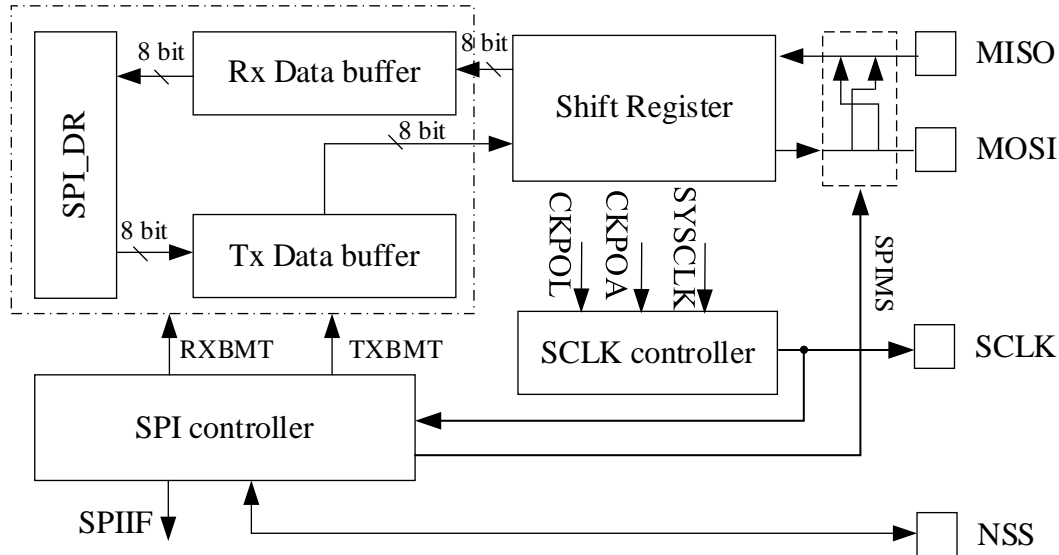 8 bit
Rx Data buffer
8 bit
Shift Register
MISO
MOSI
SPI_DR
8 bit
8 bit
Tx Data buffer
CKPOL
CKPOA
SYSCLK
SPIMS
RXBMT
TXBMT
SCLK controller
SCLK
SPI controller
SPIIF
NSS